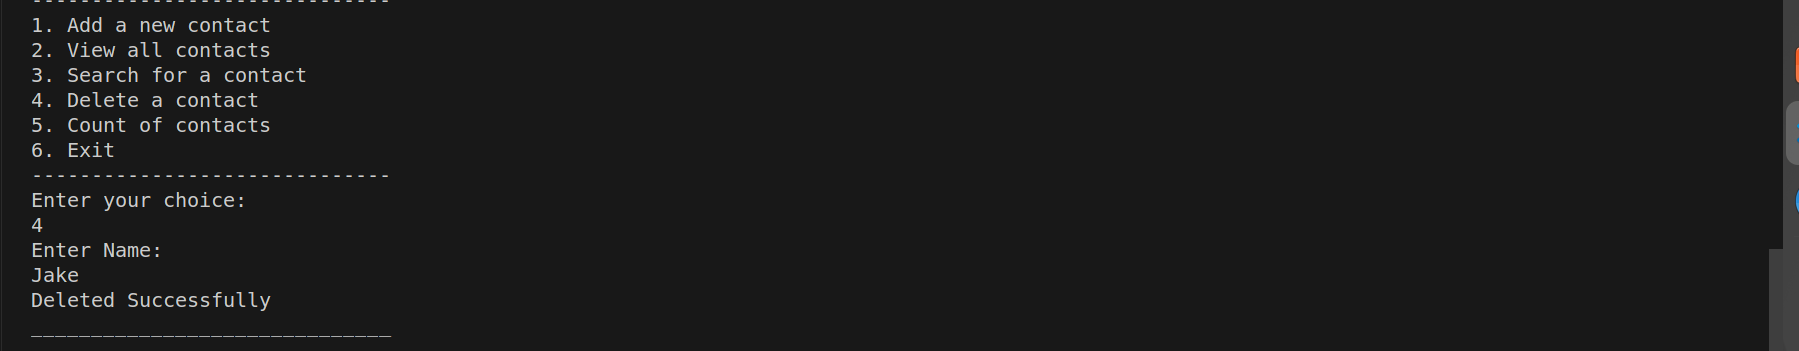 ------------------------------
1. Add a new contact
2. View all contacts
3. Search for a contact
4. Delete a contact
5. Count of contacts
6. Exit
------------------------------
Enter your choice:
4
Enter Name:
Jake
Deleted Successfully
______________________________